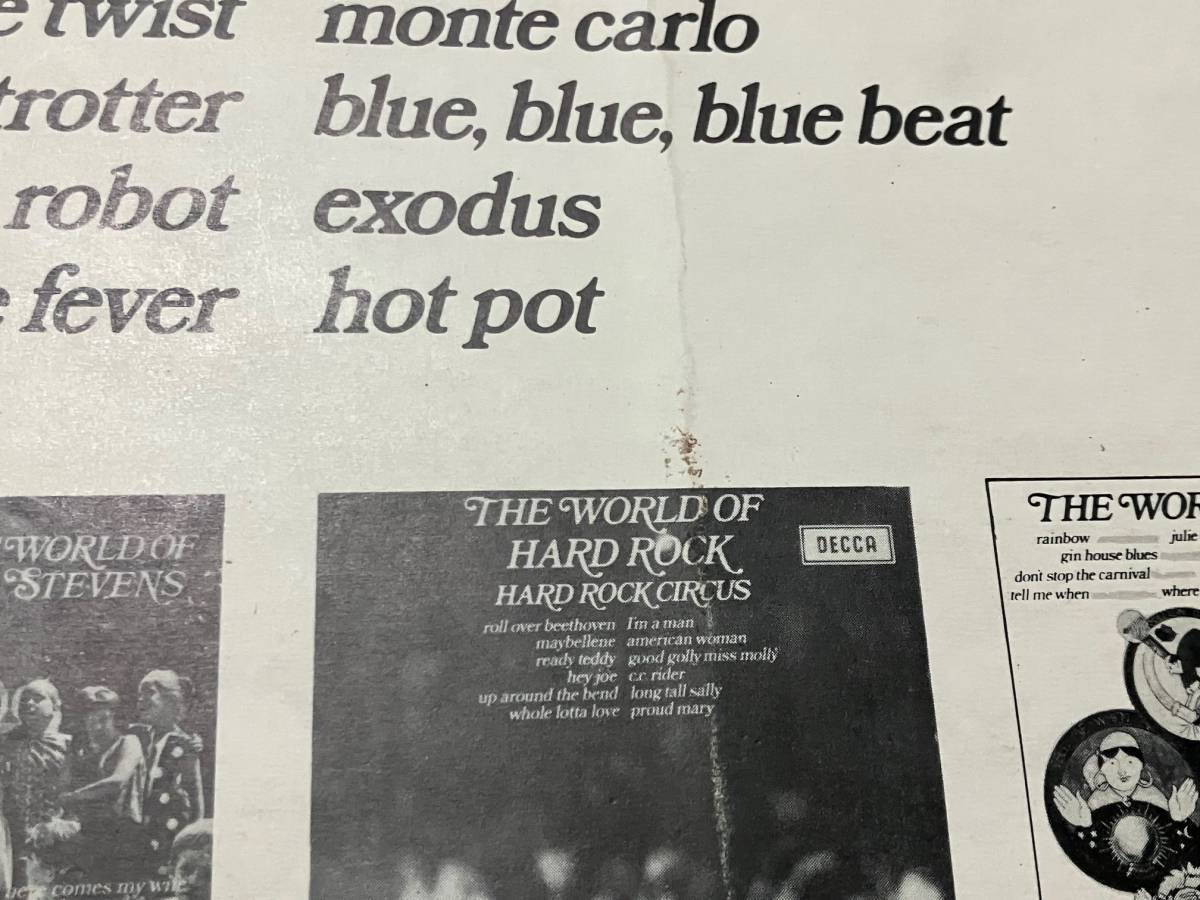 twist monte carlo
trotter blue, blue, blue beat
robot exodus
fever hot pot
WORLD OF
STEVENS
here comes my wife
THE WORLD OF
HARD ROCK
HARD ROCK CIRCUS
DECCA
roll over beethoven I'm a man
maybellene american woman
ready teddy good golly miss molly
hey joe c.c. rider
up around the bend long tall sally
whole lotta love proud mary
THE WOR
rainbow julie
gin house blues
don't stop the carnival
tell me when where